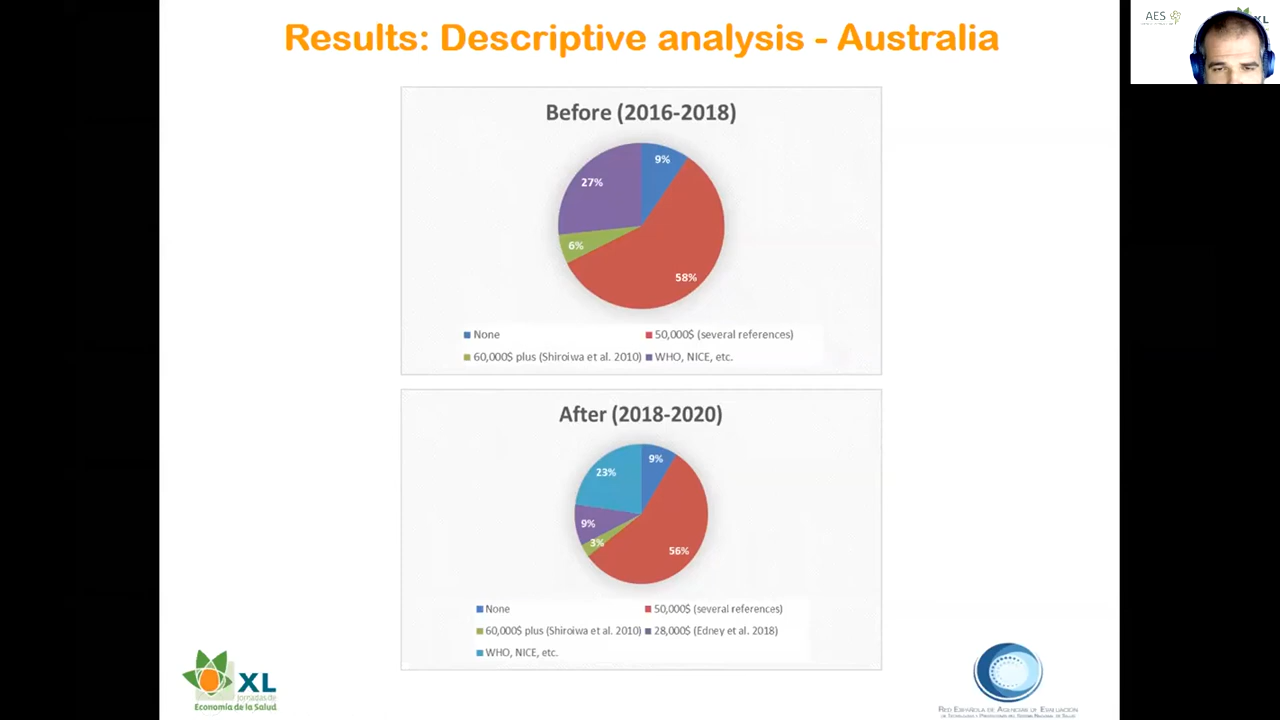 Results: Descriptive analysis - Australia
AES
XL
Before (2016-2018)
9%
27%
6%
58%
None
50,000$ (several references)
60,000$ plus (Shiroiwa et al. 2010)
WHO, NICE, etc.
After (2018-2020)
9%
23%
9%
3%
56%
None
50,000$ (several references)
60,000$ plus (Shiroiwa et al. 2010)
28,000$ (Edney et al. 2018)
WHO, NICE, etc.
XL
Jornadas de
Economía de la Salud
Red Española de Agencias de Evaluación
de Tecnologías y Prestaciones del Sistema Nacional de Salud